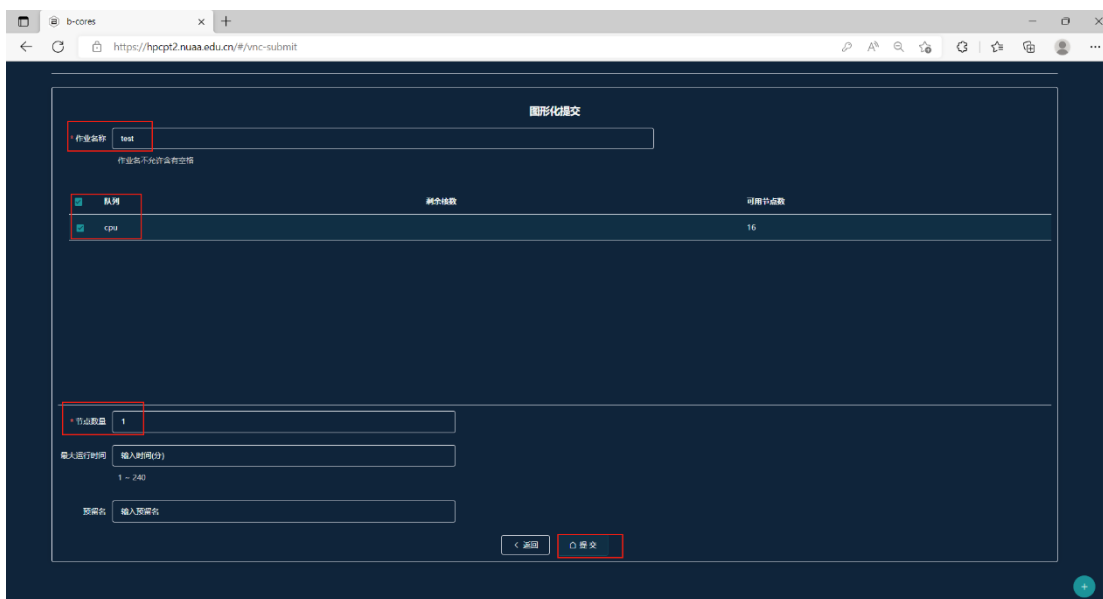 b-cores
https://hpcpt2.nuaa.edu.cn/#/vnc-submit
图形化提交
* 作业名称 test
作业名不允许含有空格
队列 剩余核数 可用节点数
cpu 16
* 节点数量 1
最大运行时间 输入时间(分)
1 ~ 240
预留名 输入预留名
< 返回 提 交